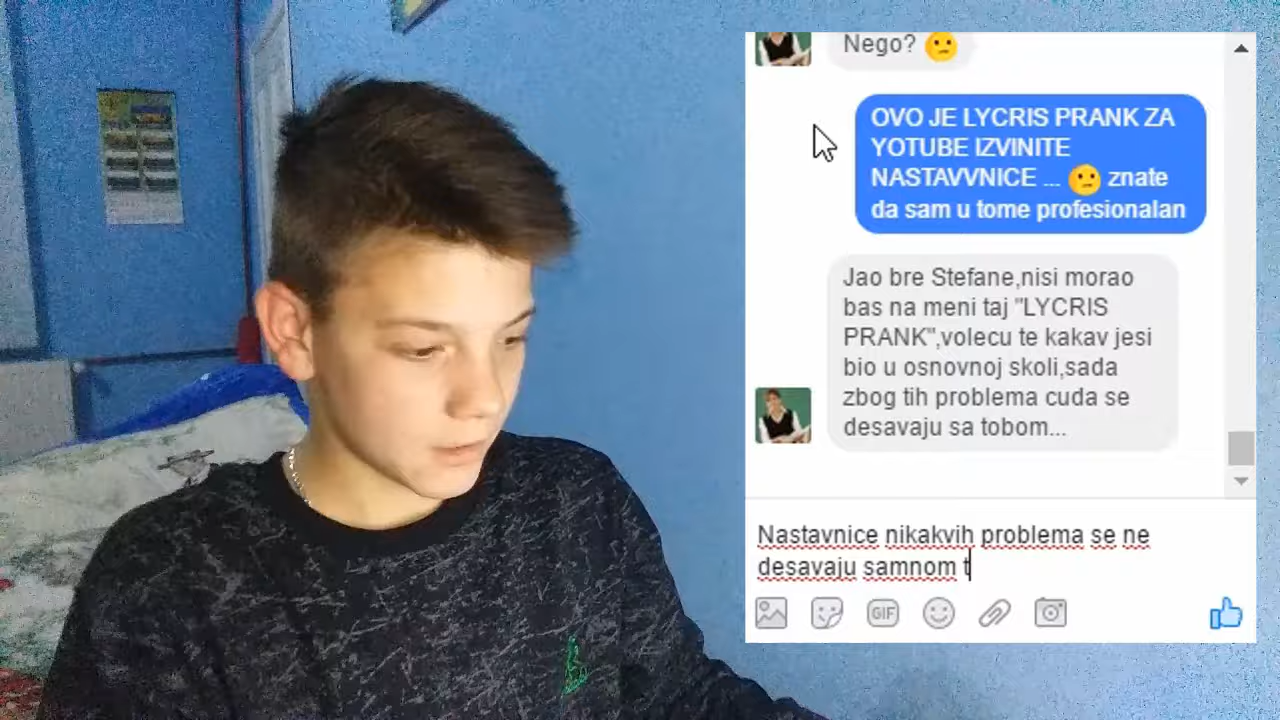 Nego? 😕
OVO JE LYCRIS PRANK ZA
YOTUBE IZVINITE
NASTAVVNICE ... 😕 znate
da sam u tome profesionalan
Jao bre Stefane,nisi morao
bas na meni taj "LYCRIS
PRANK",volecu te kakav jesi
bio u osnovnoj skoli,sada
zbog tih problema cuda se
desavaju sa tobom...
Nastavnice nikakvih problema se ne
desavaju samnom t
GIF